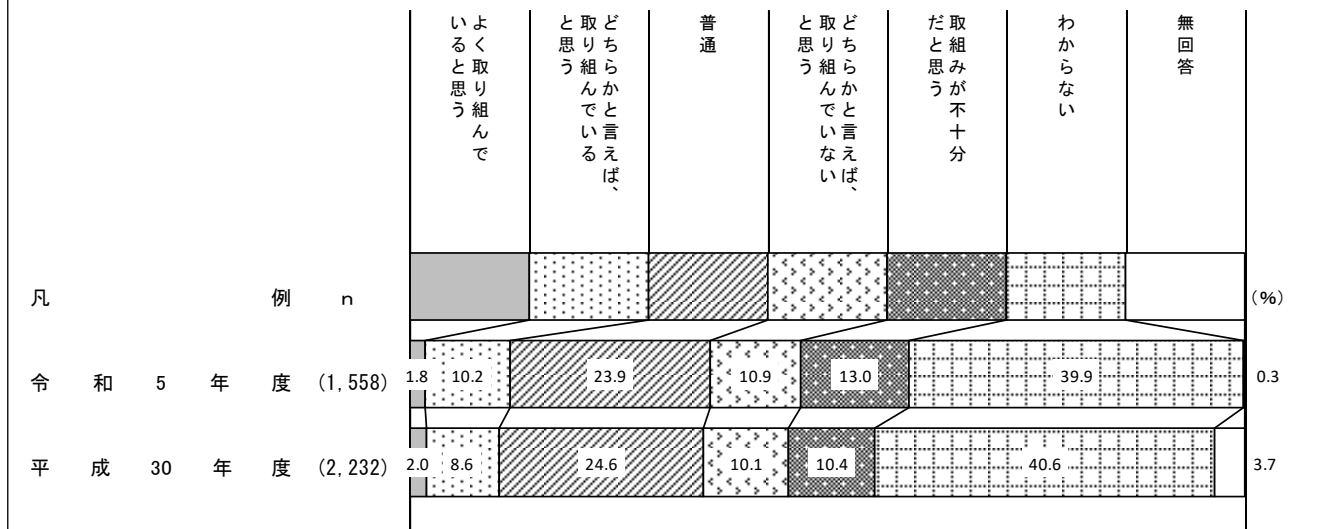 よく取り組んで
いると思う
どちらかと言えば、
取り組んでいる
と思う
普通
どちらかと言えば、
取り組んでいない
と思う
取組みが不十分
だと思う
わからない
無回答
凡例 n
(%)
令和5年度 (1,558) 1.8 10.2 23.9 10.9 13.0 39.9 0.3
平成30年度 (2,232) 2.0 8.6 24.6 10.1 10.4 40.6 3.7